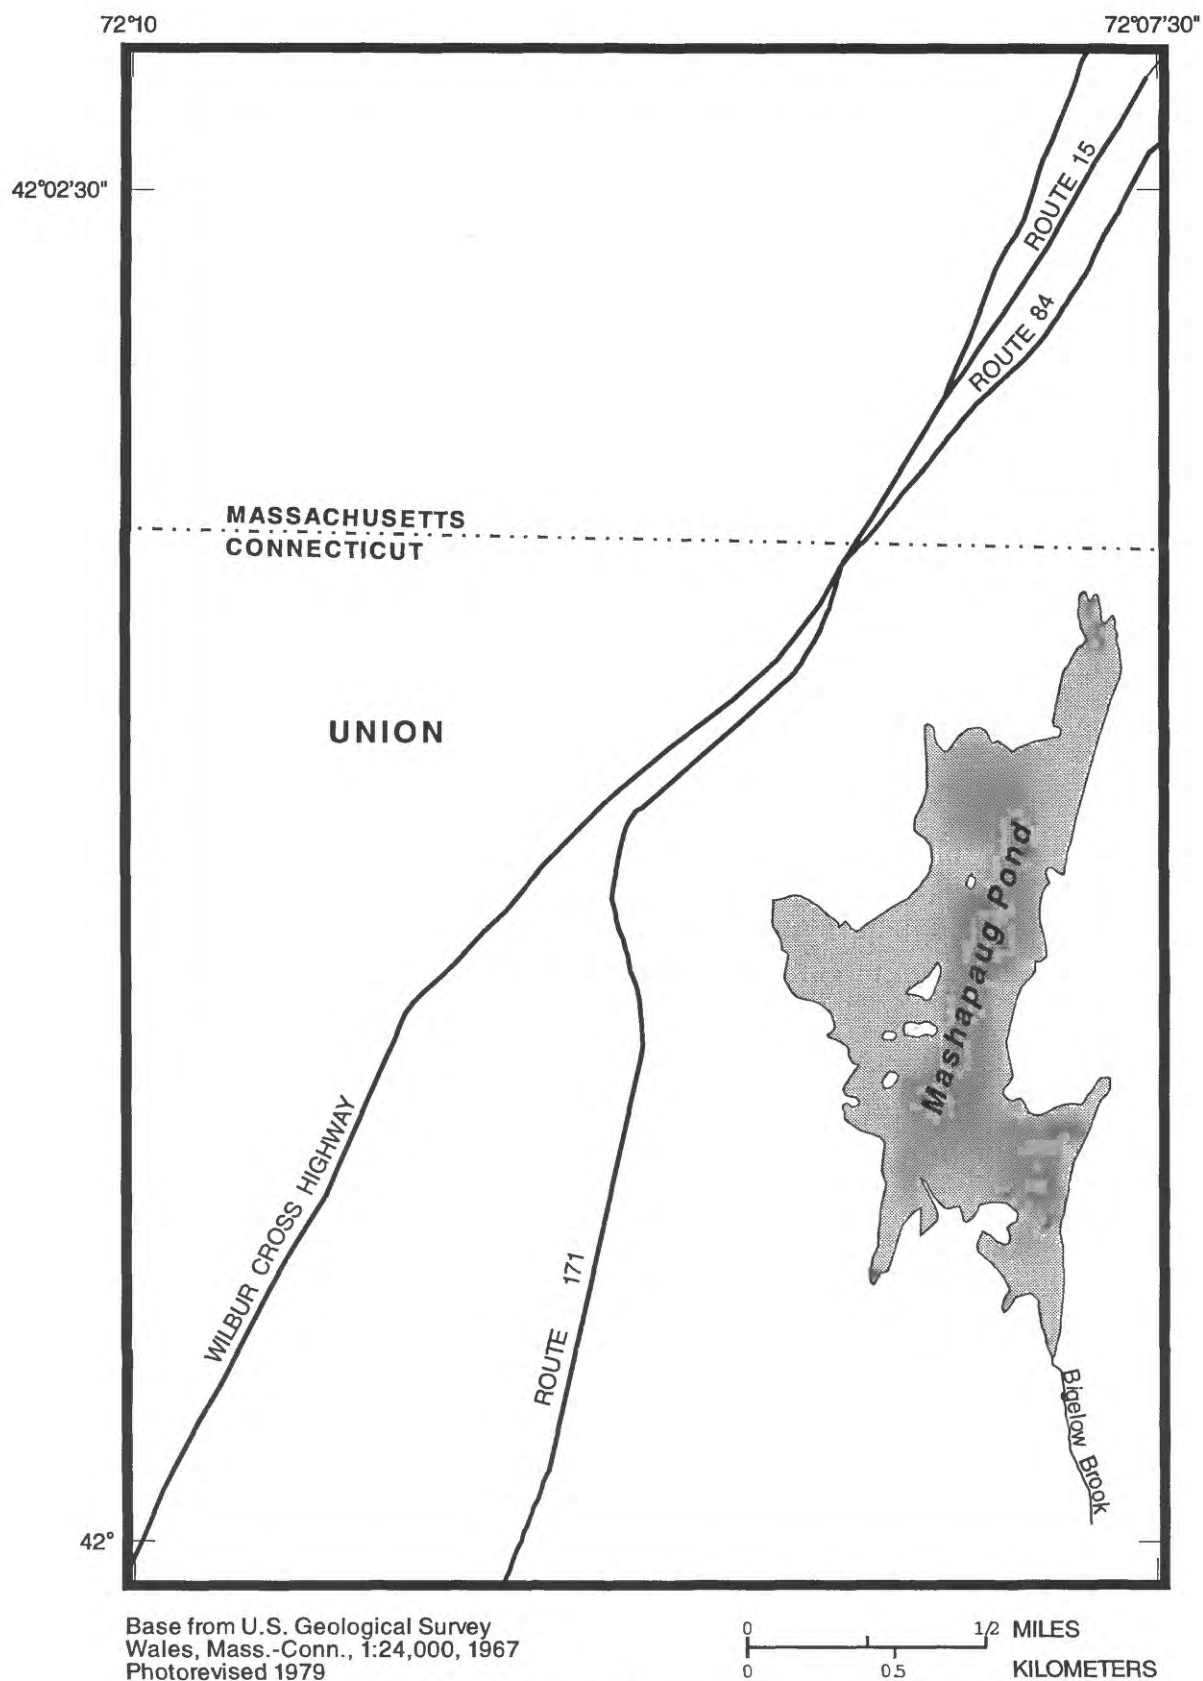 72°10
72°07'30"
42°02'30"
ROUTE 15
ROUTE 84
MASSACHUSETTS
CONNECTICUT
UNION
Mashapaug Pond
WILBUR CROSS HIGHWAY
ROUTE 171
Bigelow Brook
42°
Base from U.S. Geological Survey
Wales, Mass.-Conn., 1:24,000, 1967
Photorevised 1979
0 1/2 MILES
0 0.5 KILOMETERS